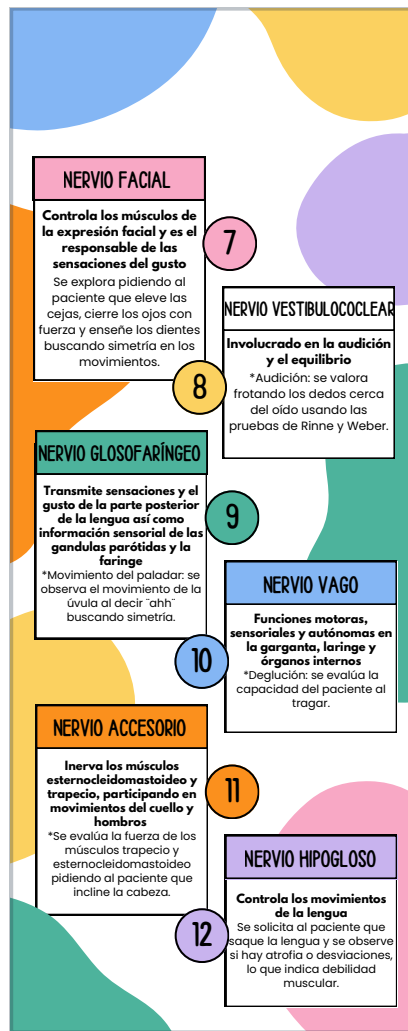 NERVIO FACIAL
Controla los músculos de
la expresión facial y es el
responsable de las
sensaciones del gusto
Se explora pidiendo al
paciente que eleve las
cejas, cierre los ojos con
fuerza y enseñe los dientes
buscando simetría en los
movimientos.
7
NERVIO VESTIBULOCOCLEAR
Involucrado en la audición
y el equilibrio
*Audición: se valora
frotando los dedos cerca
del oído usando las
pruebas de Rinne y Weber.
8
NERVIO GLOSOFARÍNGEO
Transmite sensaciones y el
gusto de la parte posterior
de la lengua así como
información sensorial de las
gandulas parótidas y la
faringe
*Movimiento del paladar: se
observa el movimiento de la
úvula al decir ¨ahh¨
buscando simetría.
9
NERVIO VAGO
Funciones motoras,
sensoriales y autónomas en
la garganta, laringe y
órganos internos
*Deglución: se evalúa la
capacidad del paciente al
tragar.
10
NERVIO ACCESORIO
Inerva los músculos
esternocleidomastoideo y
trapecio, participando en
movimientos del cuello y
hombros
*Se evalúa la fuerza de los
músculos trapecio y
esternocleidomastoideo
pidiendo al paciente que
incline la cabeza.
11
NERVIO HIPOGLOSO
Controla los movimientos
de la lengua
Se solicita al paciente que
saque la lengua y se observe
si hay atrofia o desviaciones,
lo que indica debilidad
muscular.
12